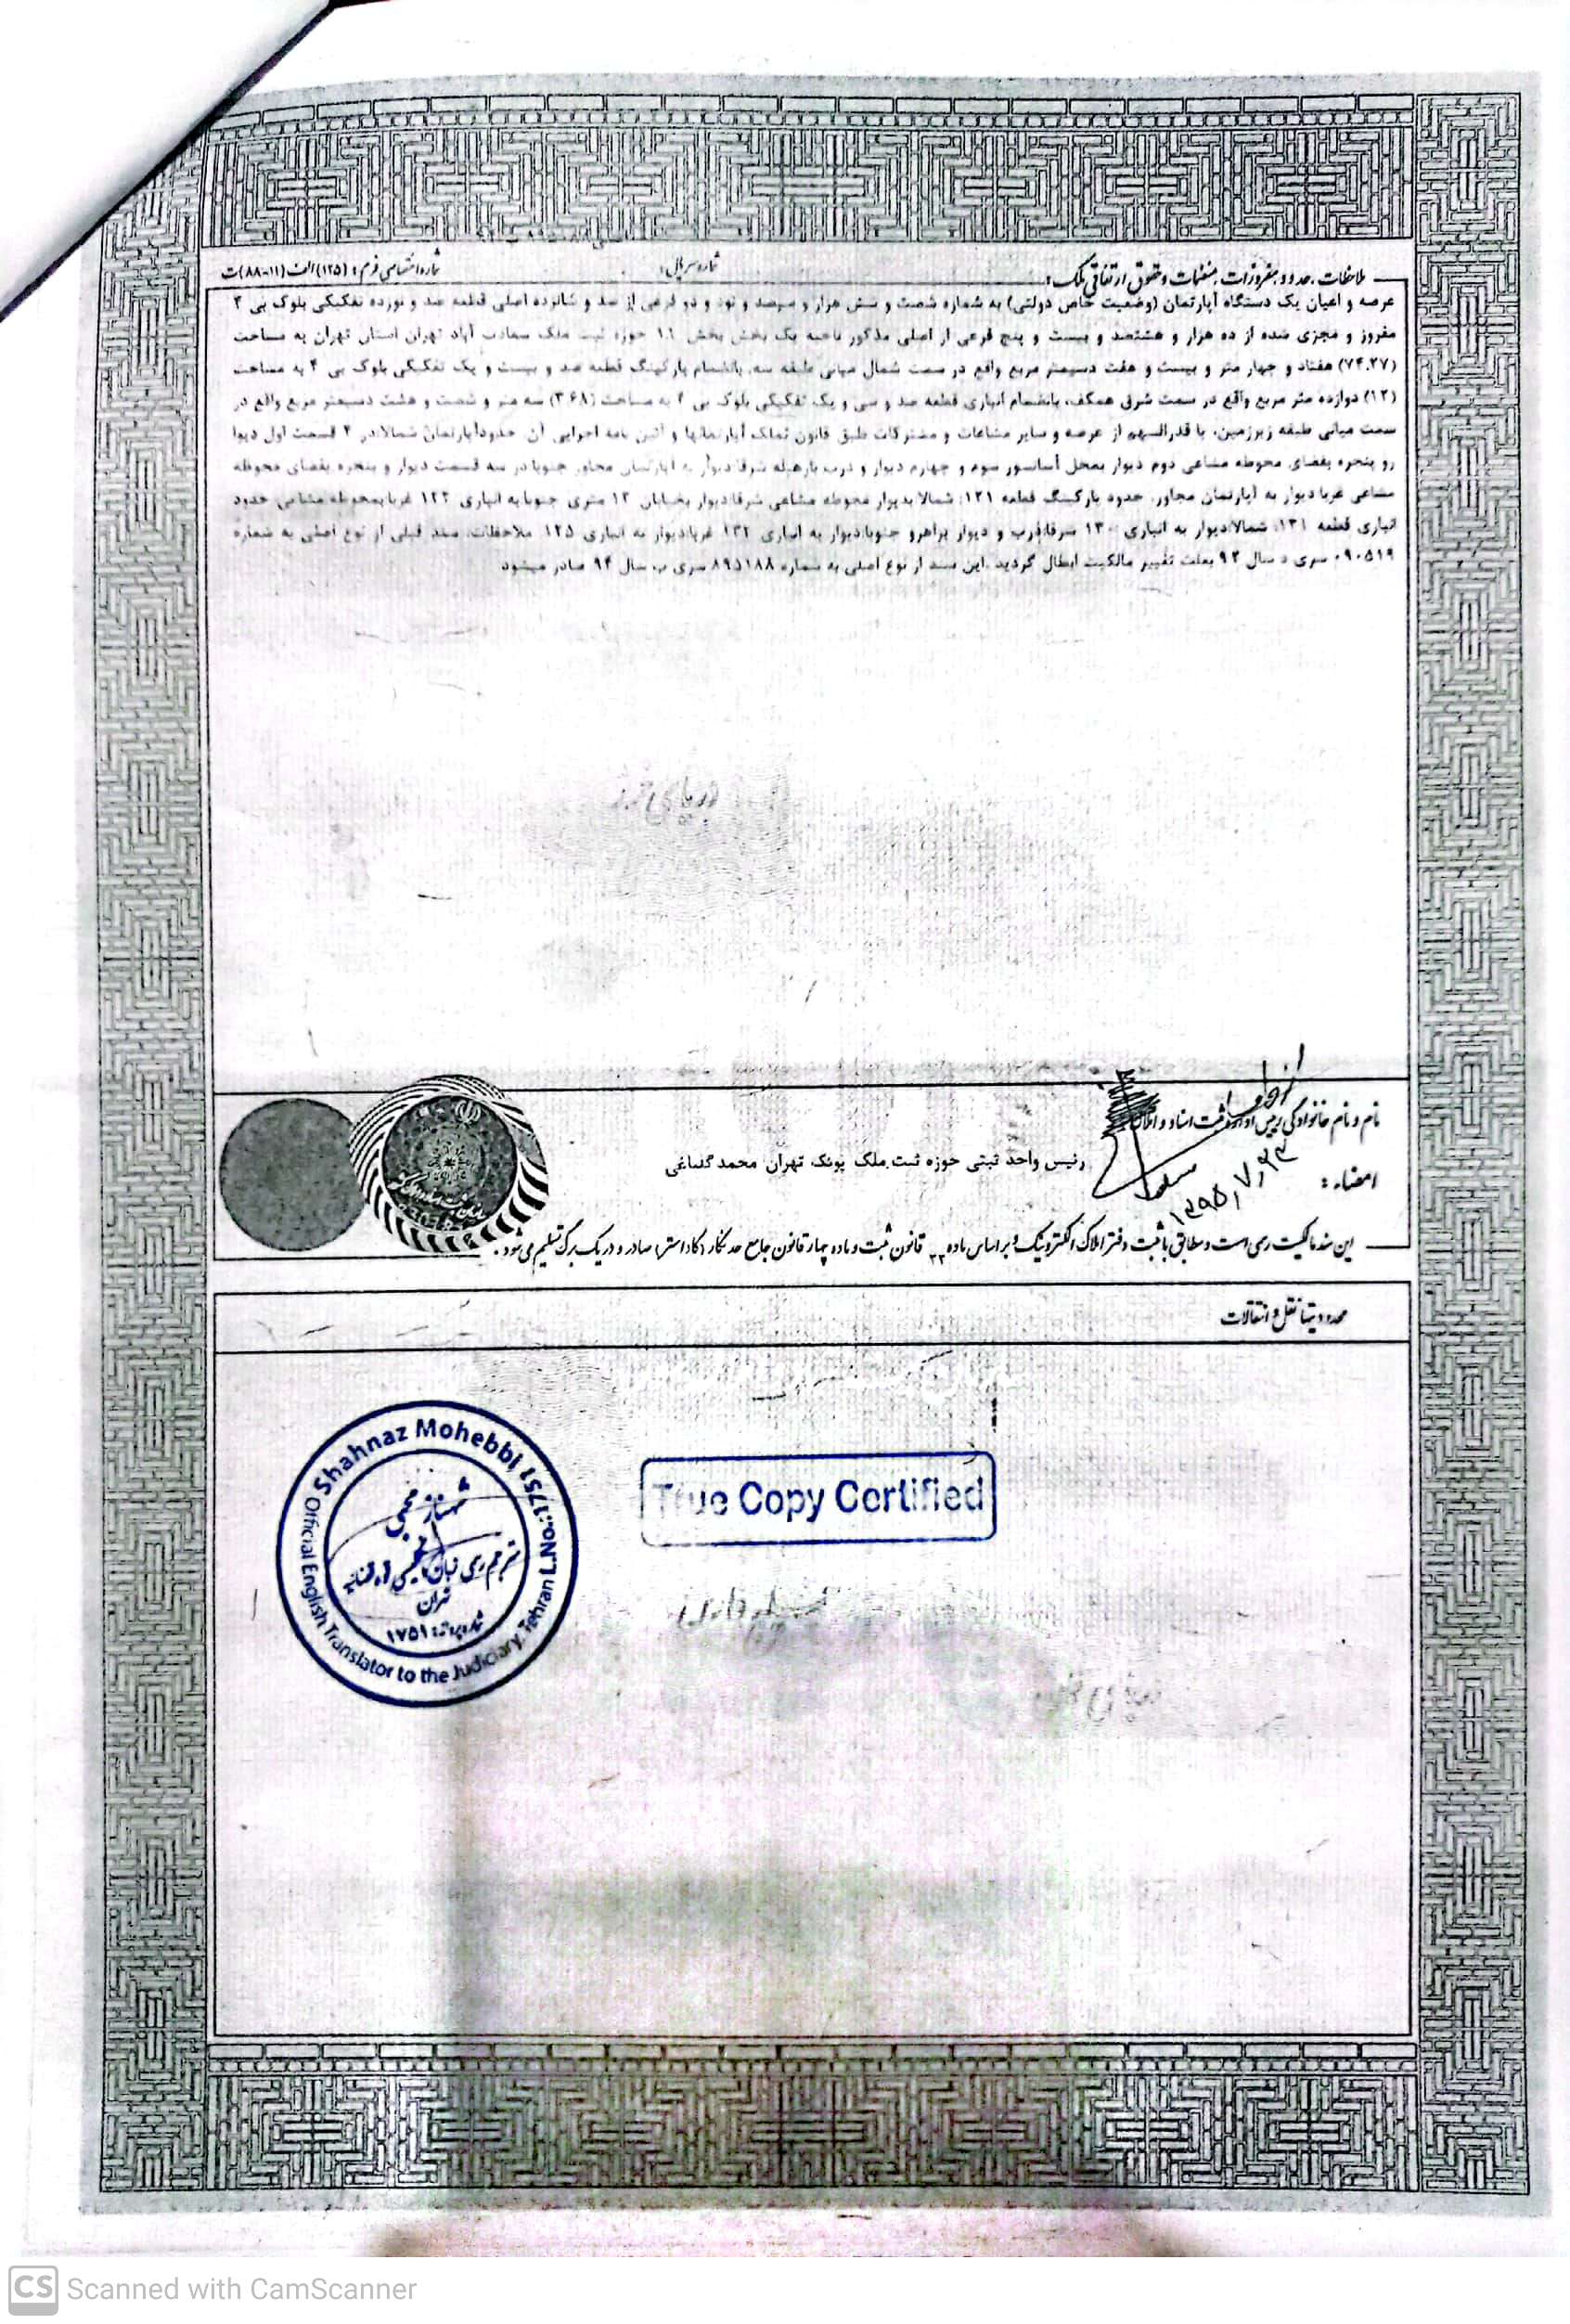 ملاحظات، حدود، مفروزات، منضمات و حقوق ارتفاقی ملک: شماره سریال: شماره اختصاصی فرم: (۱۲۵) الف (۱۱-۸۸) ت
عرصه و اعیان یک دستگاه آپارتمان (وضعیت خاص دولتی) به شماره شصت و شش هزار و سیصد و نود و دو فرعی از صد و شانزده اصلی قطعه صد و نوزده تفکیکی بلوک بی ۴
مفروز و مجزی شده از ده هزار و هشتصد و بیست و پنج فرعی از اصلی مذکور ناحیه یک بخش بخش ۱۱ حوزه ثبت ملک سعادت آباد تهران استان تهران به مساحت
(۷۴.۲۷) هفتاد و چهار متر و بیست و هفت دسیمتر مربع واقع در سمت شمال میانی طبقه سه. بانضمام پارکینگ قطعه صد و بیست و یک تفکیکی بلوک بی ۴ به مساحت
(۱۲) دوازده متر مربع واقع در سمت شرق همکف، بانضمام انباری قطعه صد و سی و یک تفکیکی بلوک بی ۴ به مساحت (۳.۶۸) سه متر و شصت و هشت دسیمتر مربع واقع در
سمت میانی طبقه زیرزمین، با قدرالسهم از عرصه و سایر مشاعات و مشترکات طبق قانون تملک آپارتمانها و آئین نامه اجرایی آن حدودآپارتمان شمالا:در ۴ قسمت اول دیوا
رو پنجره بفضای محوطه مشاعی دوم دیوار بمحل آسانسور سوم و چهارم دیوار و درب بارهپله شرقا:دیوار به آپارتمان مجاور جنوبا:در سه قسمت دیوار و پنجره بفضای محوطه
مشاعی غربا:دیوار به آپارتمان مجاور. حدود پارکینگ قطعه ۱۲۱: شمالا:بدیوار محوطه مشاعی شرقا:دیوار بخیابان ۱۲ متری جنوبا:به انباری ۱۲۲ غربا:بمحوطه مشاعی حدود
انباری قطعه ۱۳۱: شمالا:دیوار به انباری ۱۳۰ شرقا:درب و دیوار براهرو جنوبا:دیوار به انباری ۱۳۲ غربا:دیوار به انباری ۱۲۵. ملاحظات: سند قبلی از نوع اصلی به شماره
۰۹۰۵۱۹ سری د سال ۹۲ بعلت تغییر مالکیت ابطال گردید .این سند از نوع اصلی به شماره ۸۹۵۱۸۸ سری ب سال ۹۴ صادر میشود
نام و نام خانوادگی رییس اداره ثبت اسناد و املاک
رئیس واحد ثبتی حوزه ثبت ملک پونک تهران محمد گلباغی
امضاء:
۱۳۹۵/۷/۲۳
این سند مالکیت رسمی است و مطابق با ثبت دفتر املاک الکترونیک و بر اساس ماده ۲۲ قانون ثبت و ماده چهار قانون جامع حد نگار (کاداستر) صادر و در یک برگ تسلیم می شود.
محدودیتها نقل و انتقالات
True Copy Certified
Shahnaz Mohebbi L.No.:1751
شهناز محبی
مترجم رسمی زبان انگلیسی قوه قضائیه
تهران
شماره پروانه: ۱۷۵۱
Official English Translator to the Judiciary, Tehran
CS Scanned with CamScanner